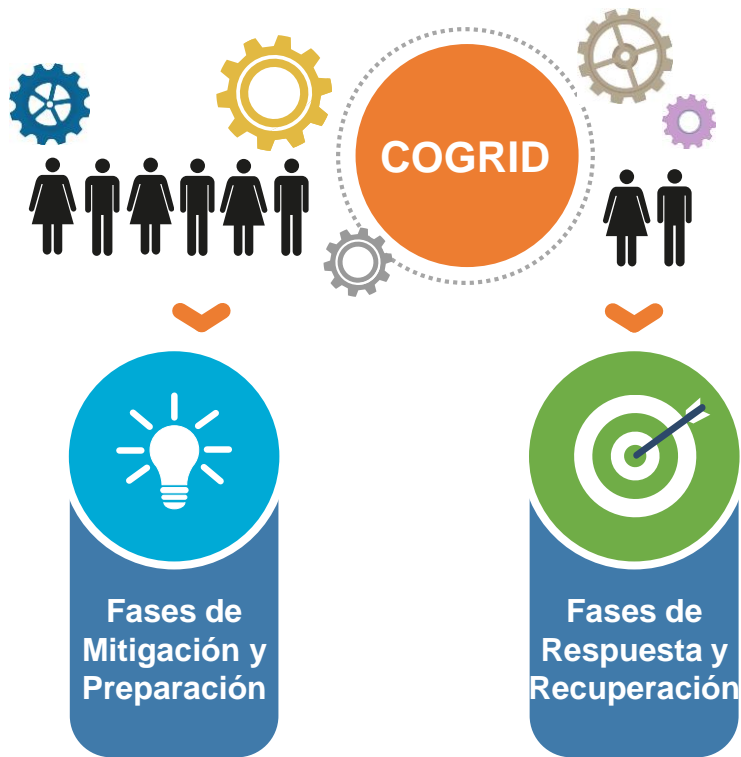 COGRID
Fases de
Mitigación y
Preparación
Fases de
Respuesta y
Recuperación